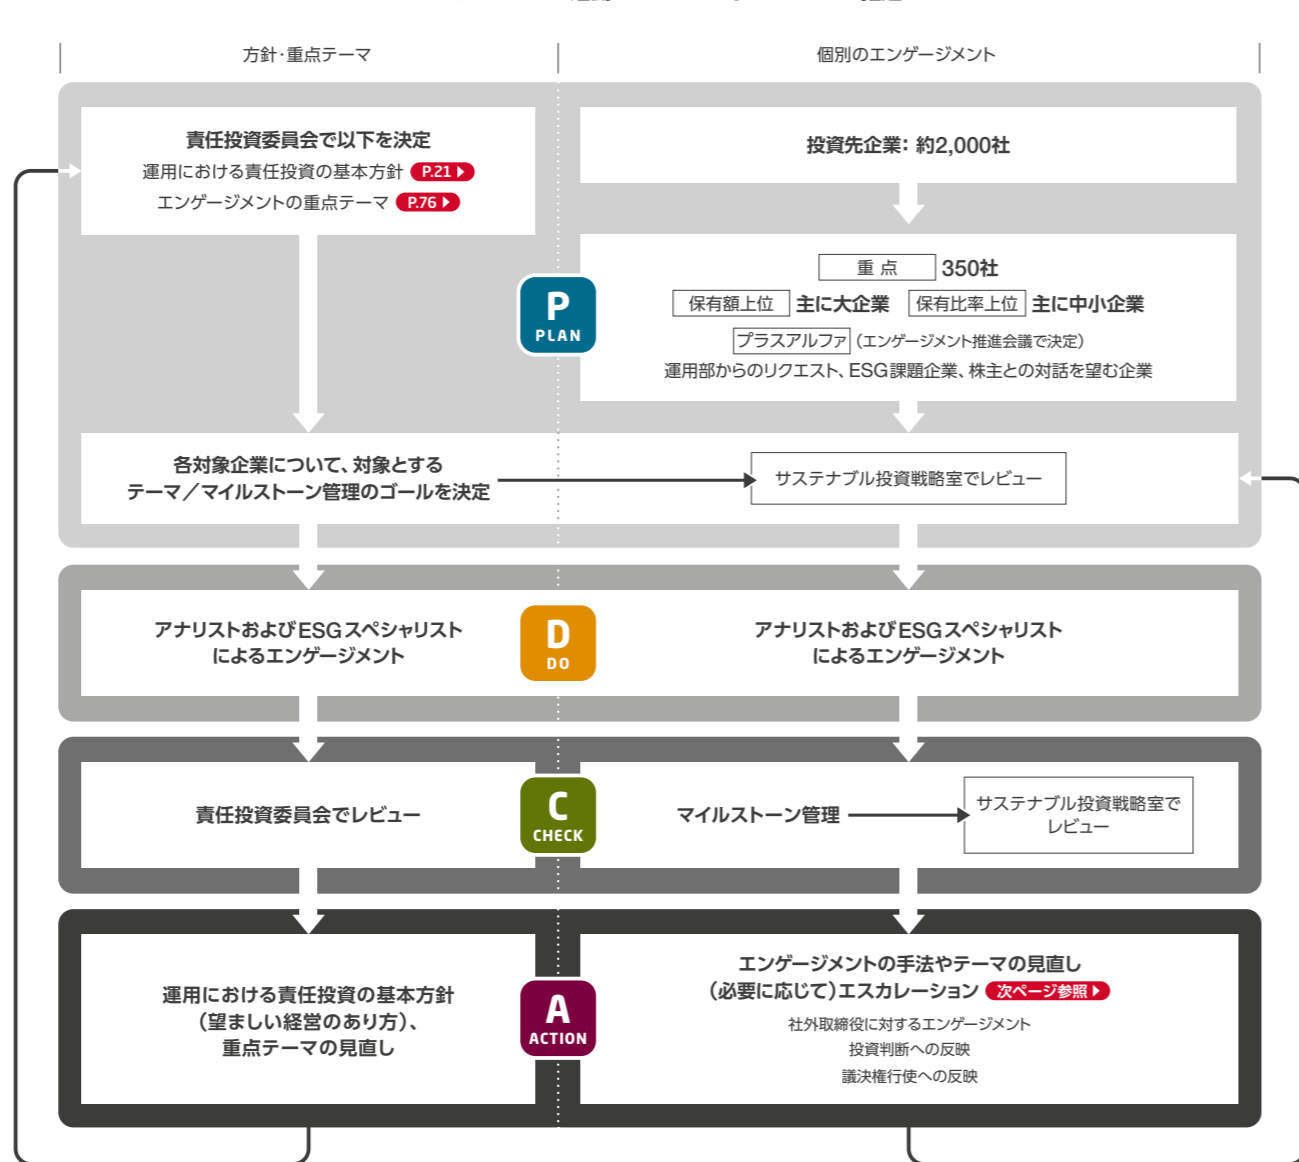 方針・重点テーマ
個別のエンゲージメント
責任投資委員会で以下を決定
運用における責任投資の基本方針 P.21
エンゲージメントの重点テーマ P.76
投資先企業：約2,000社
P
PLAN
重 点 350社
保有額上位 主に大企業 保有比率上位 主に中小企業
プラスアルファ（エンゲージメント推進会議で決定）
運用部からのリクエスト、ESG課題企業、株主との対話を望む企業
各対象企業について、対象とする
テーマ／マイルストーン管理のゴールを決定
サステナブル投資戦略室でレビュー
アナリストおよびESGスペシャリスト
によるエンゲージメント
D
DO
アナリストおよびESGスペシャリスト
によるエンゲージメント
責任投資委員会でレビュー
C
CHECK
マイルストーン管理
サステナブル投資戦略室で
レビュー
運用における責任投資の基本方針
（望ましい経営のあり方）、
重点テーマの見直し
A
ACTION
エンゲージメントの手法やテーマの見直し
（必要に応じて）エスカレーション 次ページ参照
社外取締役に対するエンゲージメント
投資判断への反映
議決権行使への反映